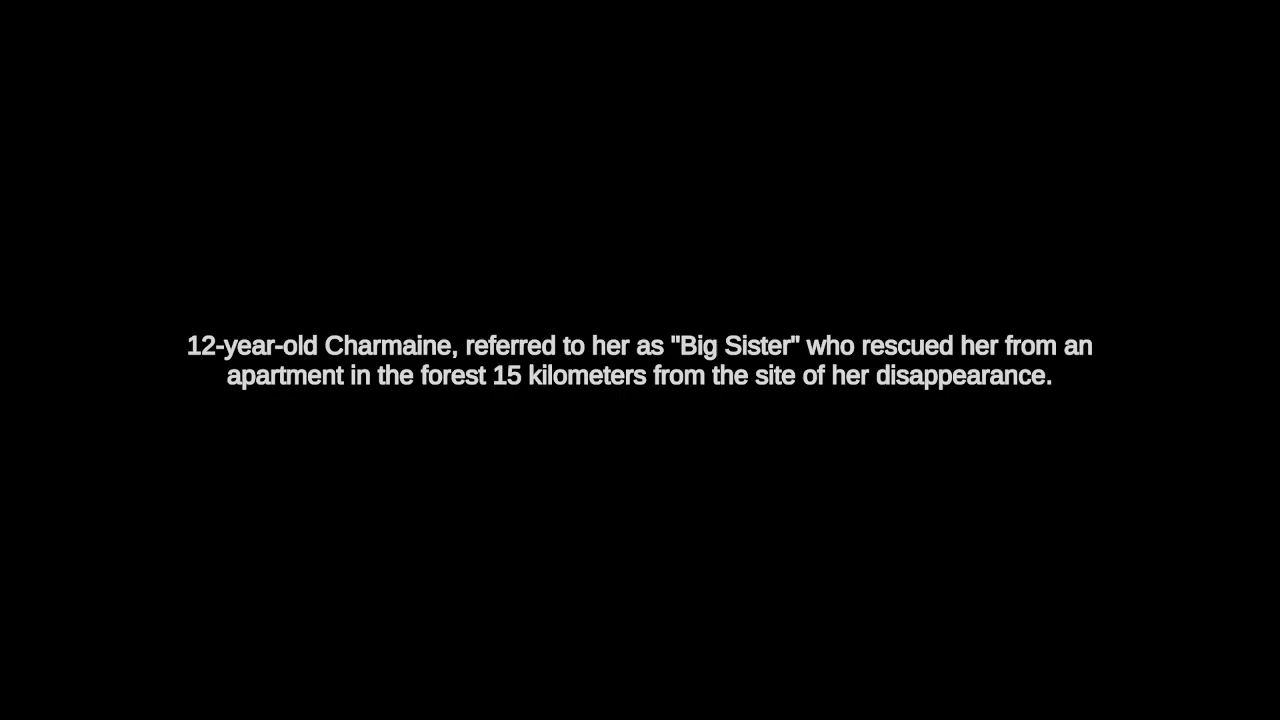 12-year-old Charmaine, referred to her as "Big Sister" who rescued her from an
apartment in the forest 15 kilometers from the site of her disappearance.